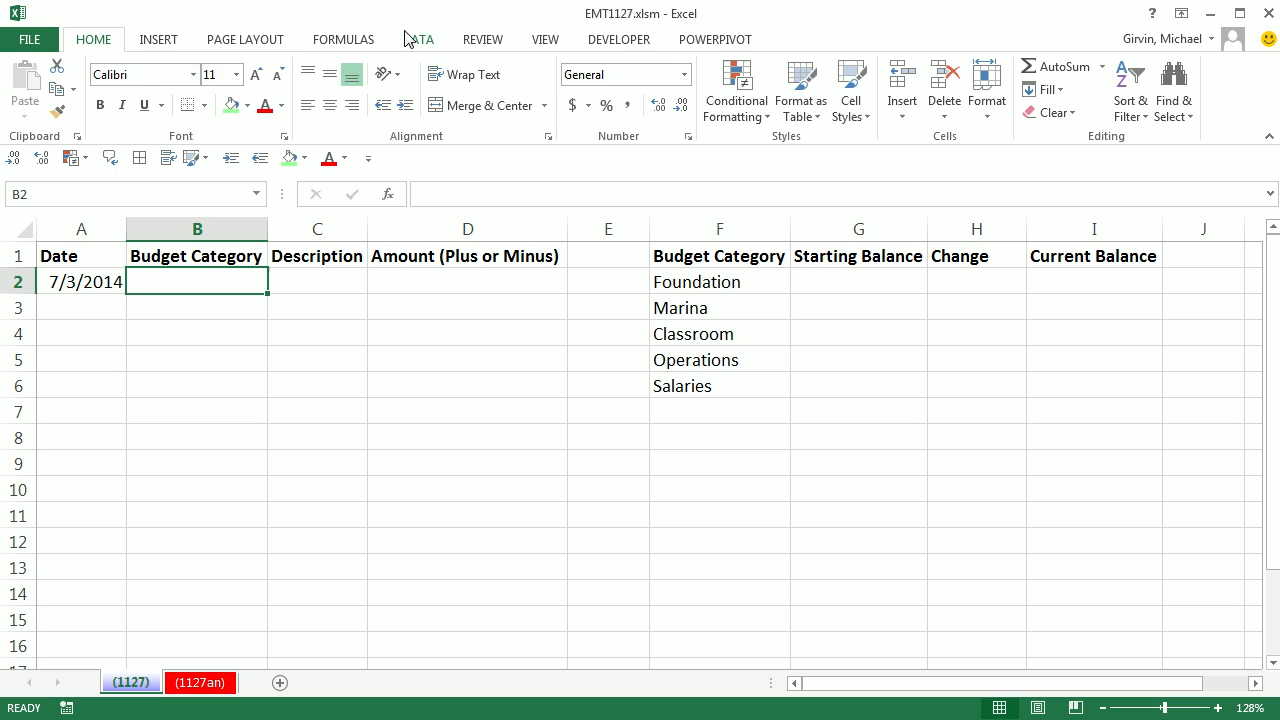 EMT1127.xlsm - Excel
?
FILE HOME INSERT PAGE LAYOUT FORMULAS DATA REVIEW VIEW DEVELOPER POWERPIVOT Girvin, Michael
Calibri 11 Wrap Text General AutoSum
Paste Conditional Formatting Format as Table Cell Styles Insert Delete Format Fill Sort & Filter Find & Select
B I U A Merge & Center $ % , Clear
Clipboard Font Alignment Number Styles Cells Editing
B2 fx
A B C D E F G H I J
1 Date Budget Category Description Amount (Plus or Minus) Budget Category Starting Balance Change Current Balance
2 7/3/2014 Foundation
3 Marina
4 Classroom
5 Operations
6 Salaries
7
8
9
10
11
12
13
14
15
16
17
(1127) (1127an)
READY 128%